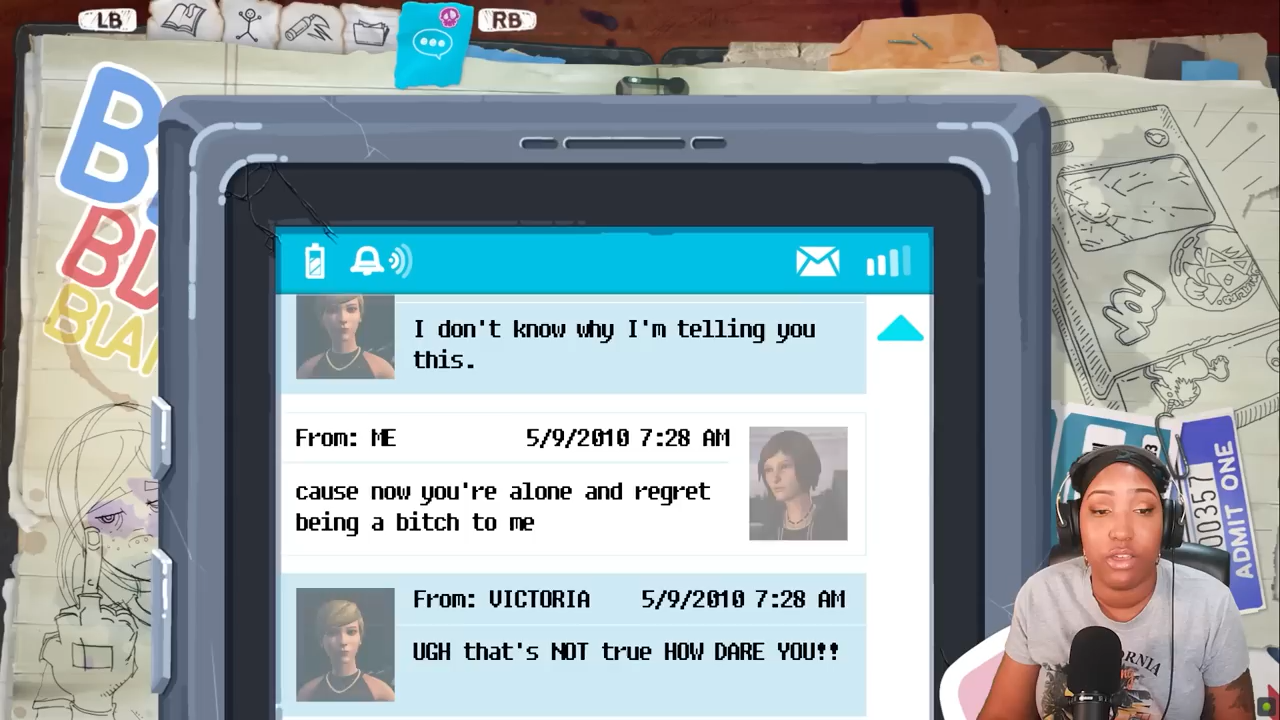 LB
RB
I don't know why I'm telling you
this.
From: ME
5/9/2010 7:28 AM
cause now you're alone and regret
being a bitch to me
From: VICTORIA
5/9/2010 7:28 AM
UGH that's NOT true HOW DARE YOU!!
ADMIT ONE
00357